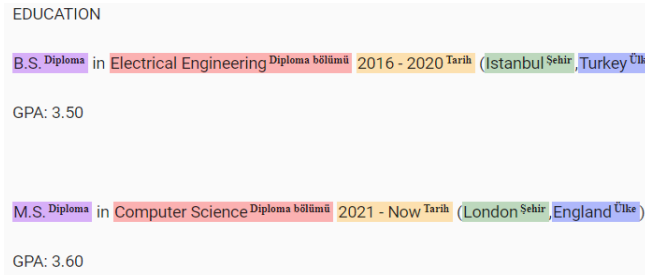 EDUCATION
B.S. Diploma in Electrical Engineering Diploma bölümü 2016 - 2020 Tarih (Istanbul Şehir ,Turkey Ülk
GPA: 3.50
M.S. Diploma in Computer Science Diploma bölümü 2021 - Now Tarih (London Şehir ,England Ülke )
GPA: 3.60